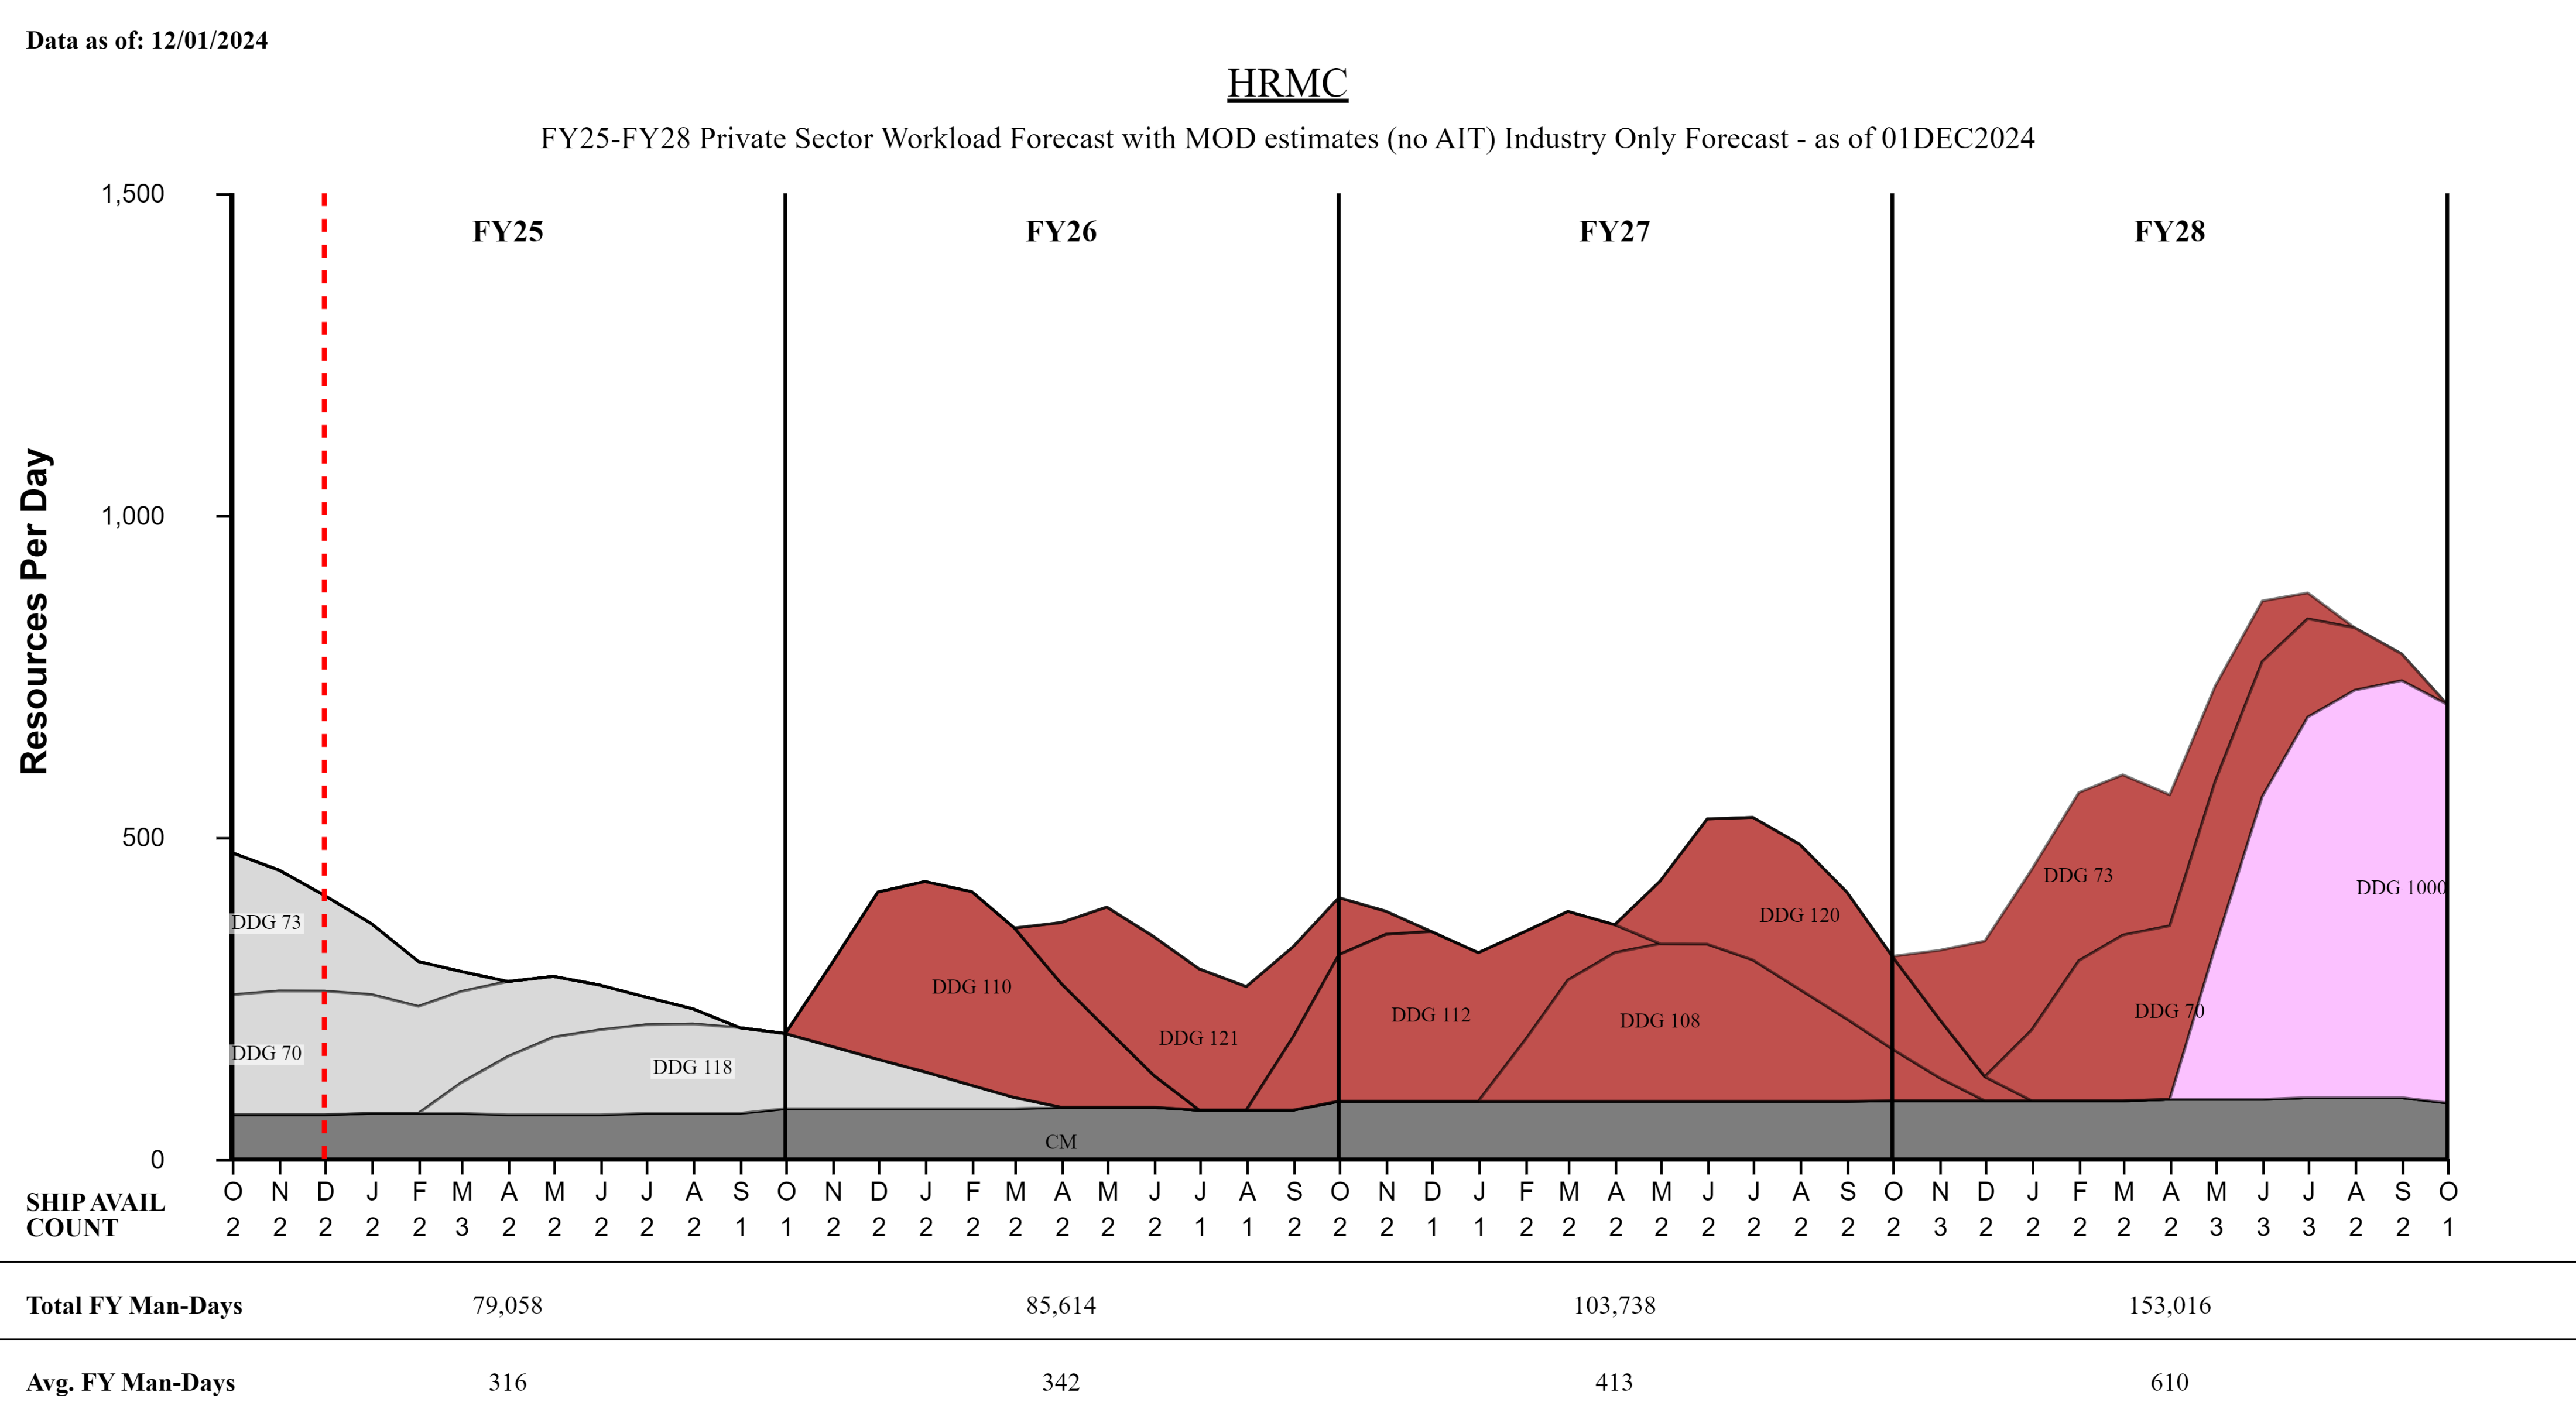 Data as of: 12/01/2024
HRMC
FY25-FY28 Private Sector Workload Forecast with MOD estimates (no AIT) Industry Only Forecast - as of 01DEC2024
Resources Per Day
1,500
1,000
500
0
FY25 FY26 FY27 FY28
DDG 73
DDG 70
DDG 118
DDG 110
DDG 121
CM
DDG 112
DDG 108
DDG 120
DDG 73
DDG 70
DDG 1000
O N D J F M A M J J A S O N D J F M A M J J A S O N D J F M A M J J A S O N D J F M A M J J A S O
SHIP AVAIL
COUNT 2 2 2 2 2 3 2 2 2 2 2 1 1 2 2 2 2 2 2 2 2 1 1 2 2 2 1 1 2 2 2 2 2 2 2 2 2 3 2 2 2 2 2 3 3 3 2 2 1
Total FY Man-Days 79,058 85,614 103,738 153,016
Avg. FY Man-Days 316 342 413 610